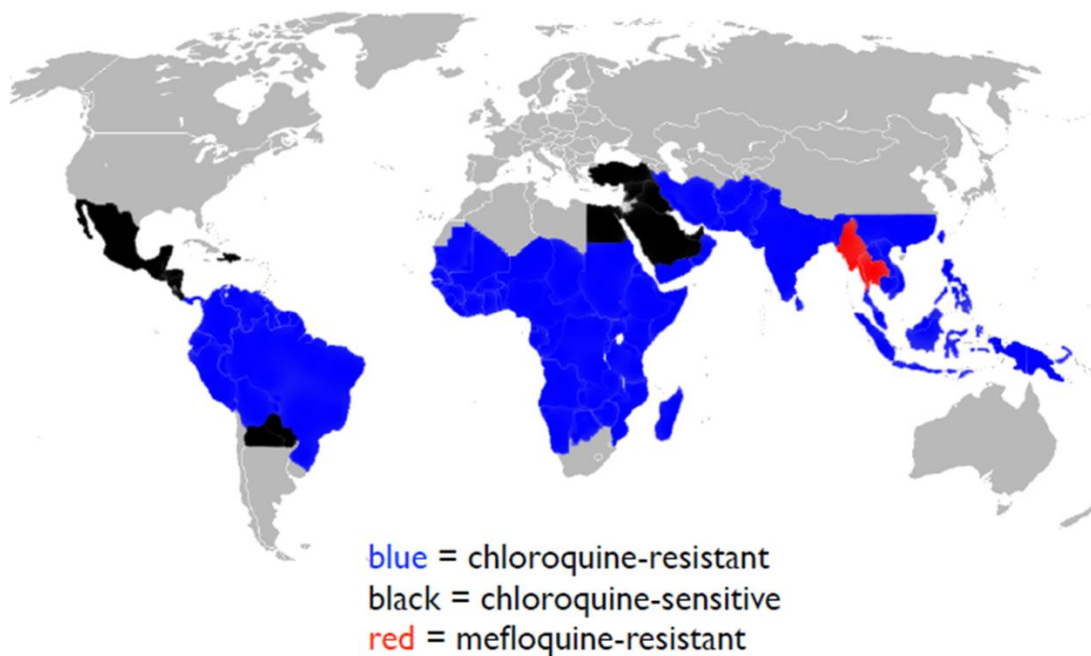 blue = chloroquine-resistant
black = chloroquine-sensitive
red = mefloquine-resistant